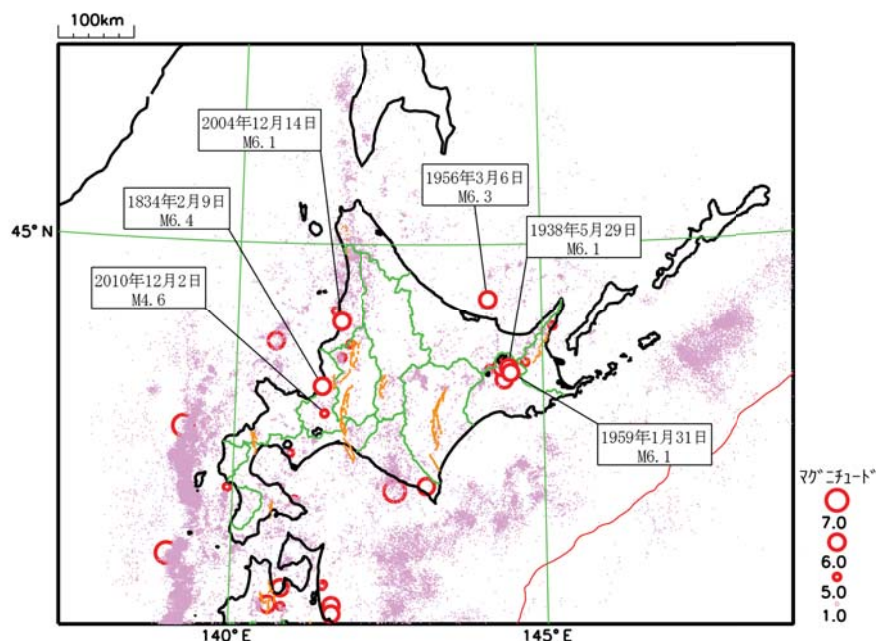 100km
2004年12月14日
M6.1
1834年2月9日
M6.4
2010年12月2日
M4.6
1956年3月6日
M6.3
1938年5月29日
M6.1
45° N
1959年1月31日
M6.1
マグニチュード
7.0
6.0
5.0
1.0
140° E
145° E